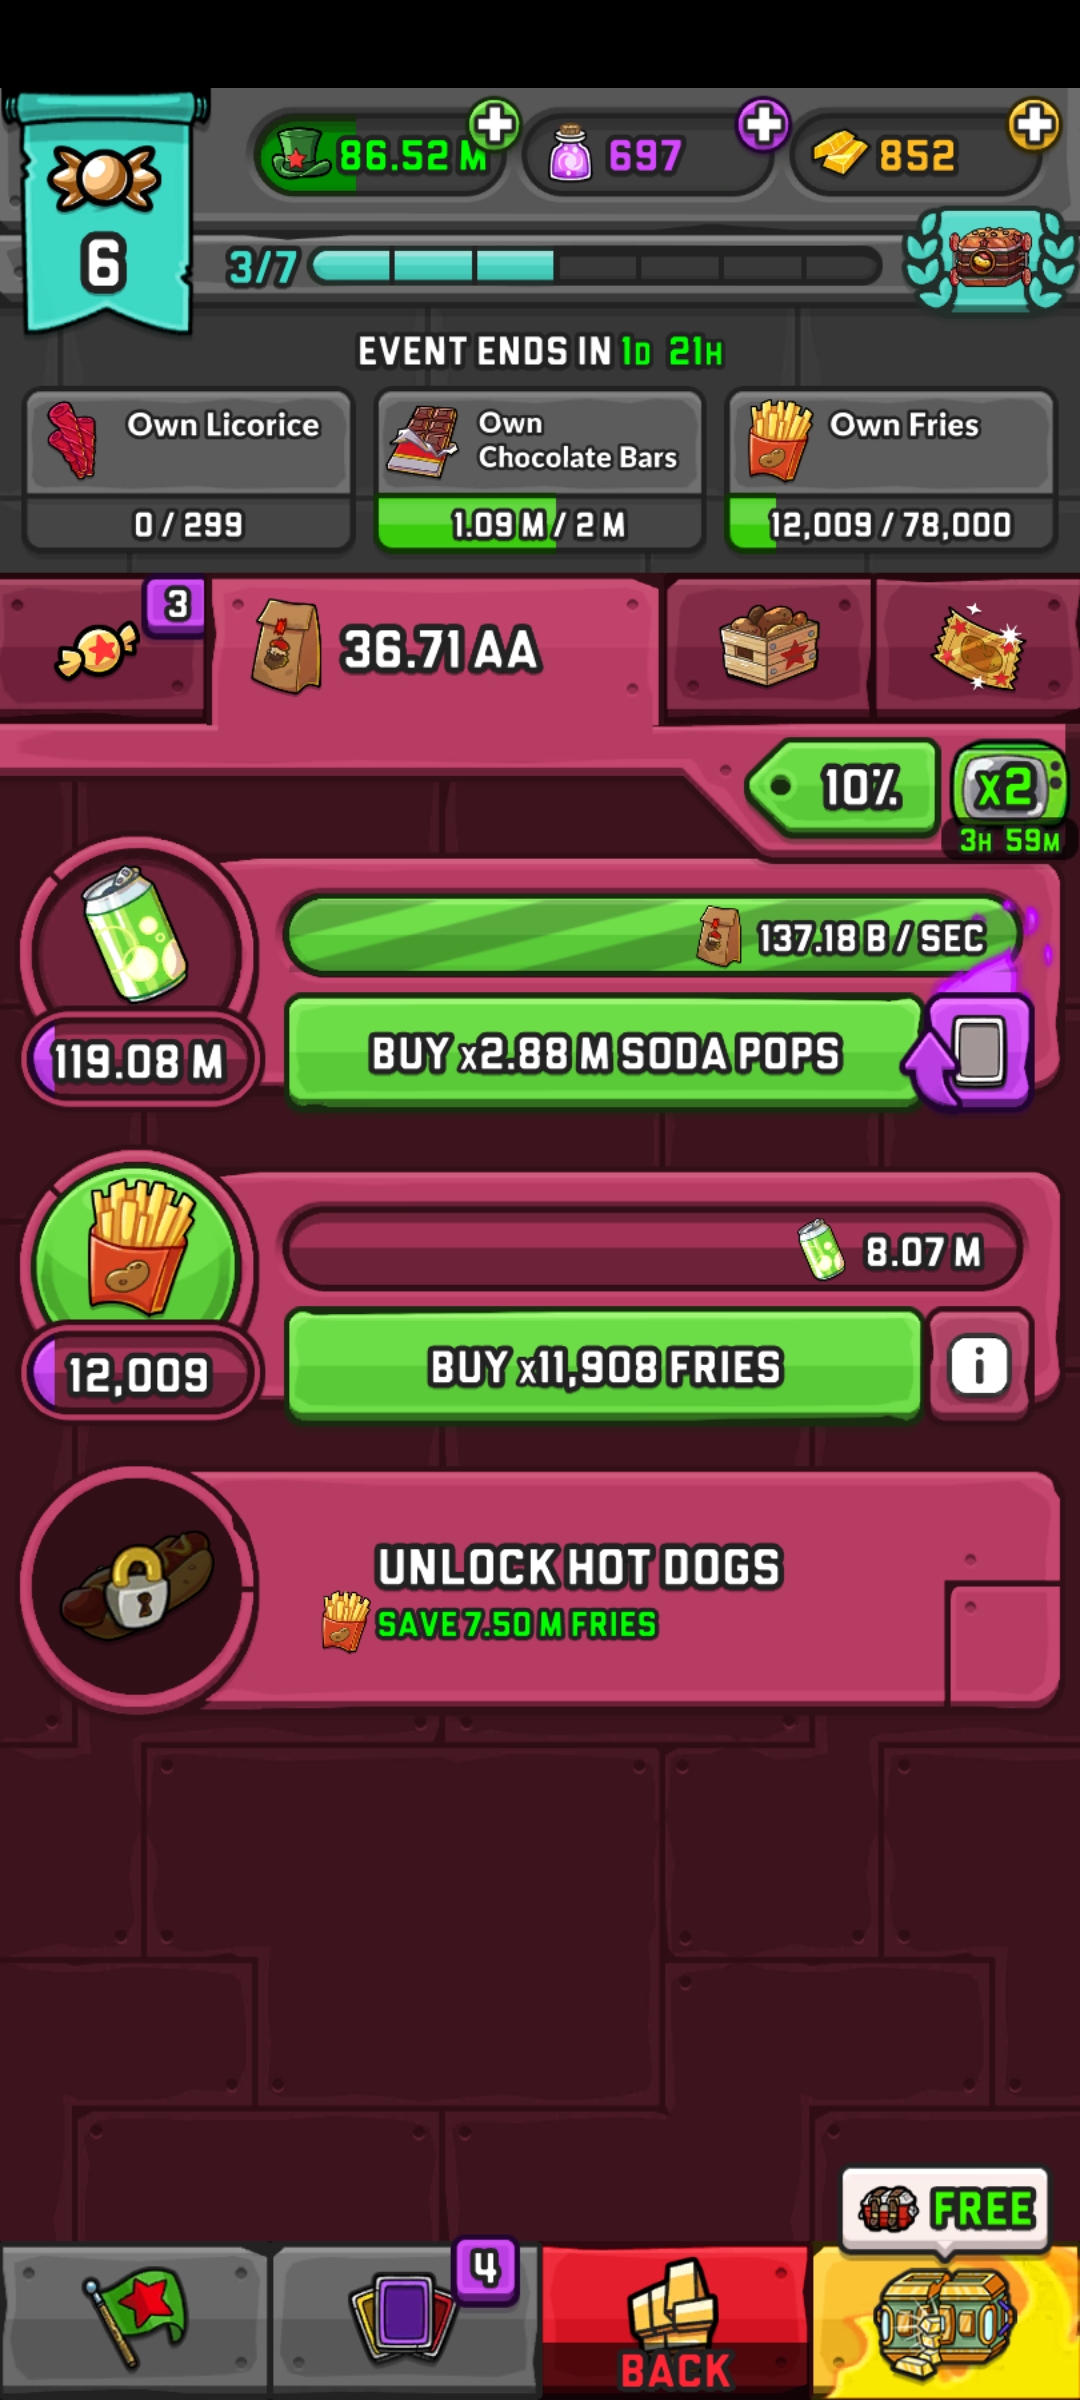 86.52 M
697
852
6
3/7
EVENT ENDS IN 1D 21H
Own Licorice
0 / 299
Own
Chocolate Bars
1.09 M / 2 M
Own Fries
12,009 / 78,000
3
36.71 AA
10%
x2
3H 59M
137.18 B / SEC
119.08 M
BUY x2.88 M SODA POPS
8.07 M
12,009
BUY x11,908 FRIES
i
UNLOCK HOT DOGS
SAVE 7.50 M FRIES
FREE
4
BACK